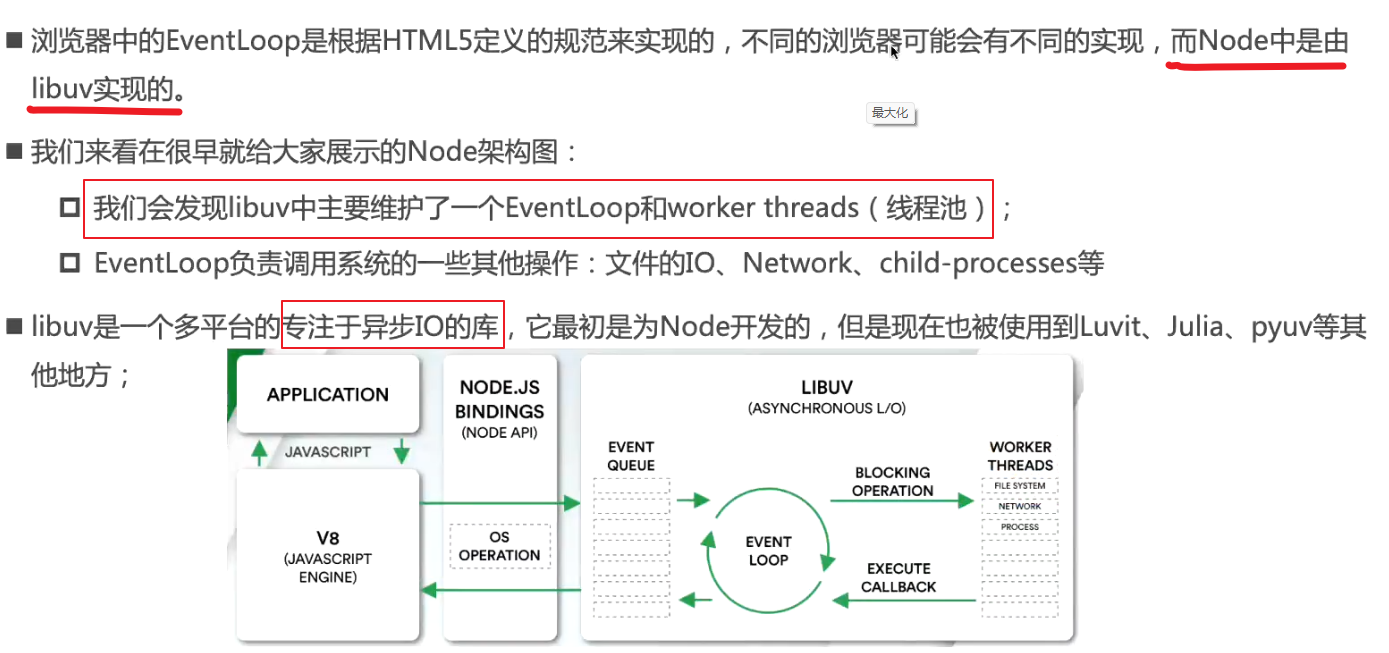 浏览器中的EventLoop是根据HTML5定义的规范来实现的，不同的浏览器可能会有不同的实现，而Node中是由
libuv实现的。
最大化
我们来看在很早就给大家展示的Node架构图：
我们会发现libuv中主要维护了一个EventLoop和worker threads（线程池）；
EventLoop负责调用系统的一些其他操作：文件的IO、Network、child-processes等
libuv是一个多平台的专注于异步IO的库，它最初是为Node开发的，但是现在也被使用到Luvit、Julia、pyuv等其
他地方；
APPLICATION
JAVASCRIPT
V8
(JAVASCRIPT
ENGINE)
NODE.JS
BINDINGS
(NODE API)
OS
OPERATION
LIBUV
(ASYNCHRONOUS L/O)
EVENT
QUEUE
EVENT
LOOP
BLOCKING
OPERATION
EXECUTE
CALLBACK
WORKER
THREADS
FILE SYSTEM
NETWORK
PROCESS